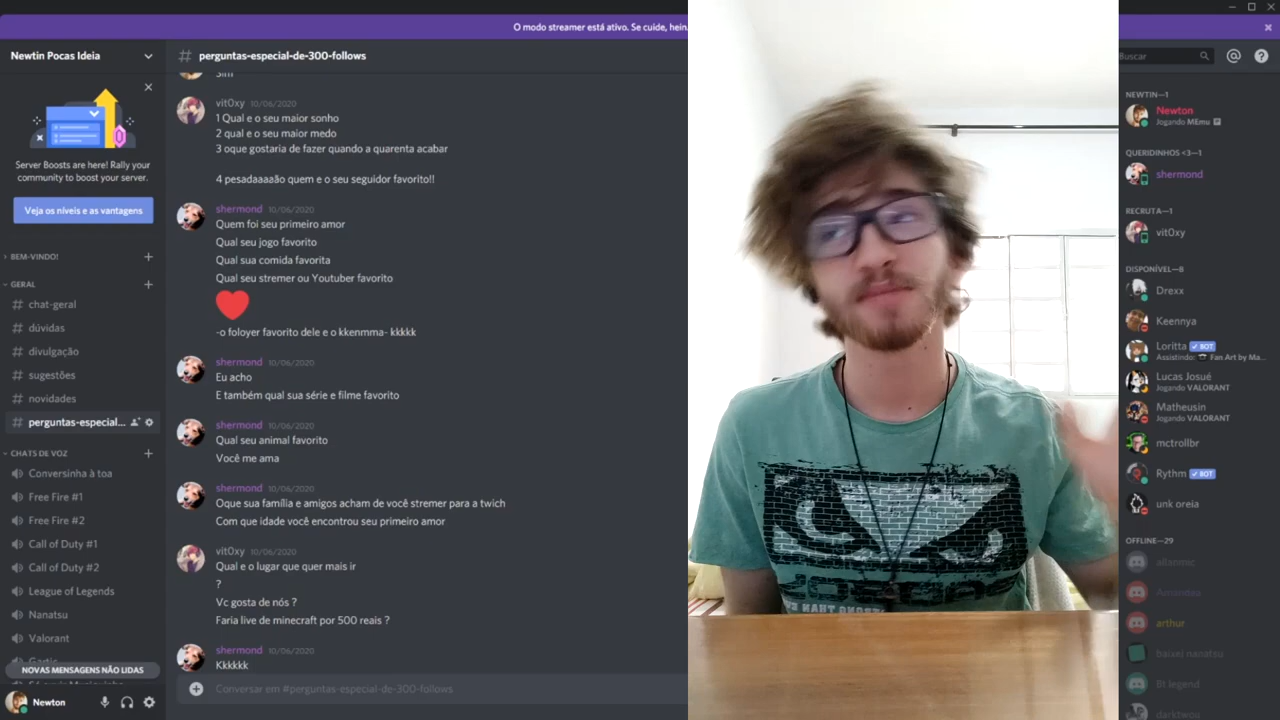 O modo streamer está ativo. Se cuide, hein.
Newtin Pocas Ideia
Server Boosts are here! Rally your
community to boost your server.
Veja os níveis e as vantagens
BEM-VINDO!
GERAL
# chat-geral
# dúvidas
# divulgação
# sugestões
# novidades
# perguntas-especial...
CHATS DE VOZ
Conversinha à toa
Free Fire #1
Free Fire #2
Call of Duty #1
Call of Duty #2
League of Legends
Nanatsu
Valorant
NOVAS MENSAGENS NÃO LIDAS
Newton
# perguntas-especial-de-300-follows
Sim
vit0xy 10/06/2020
1 Qual e o seu maior sonho
2 qual e o seu maior medo
3 oque gostaria de fazer quando a quarenta acabar
4 pesadaaaaão quem e o seu seguidor favorito!!
shermond 10/06/2020
Quem foi seu primeiro amor
Qual seu jogo favorito
Qual sua comida favorita
Qual seu stremer ou Youtuber favorito
-o foloyer favorito dele e o kkenmma- kkkkk
shermond 10/06/2020
Eu acho
E também qual sua série e filme favorito
shermond 10/06/2020
Qual seu animal favorito
Você me ama
shermond 10/06/2020
Oque sua família e amigos acham de você stremer para a twich
Com que idade você encontrou seu primeiro amor
vit0xy 10/06/2020
Qual e o lugar que quer mais ir
?
Vc gosta de nós ?
Faria live de minecraft por 500 reais ?
shermond 10/06/2020
Kkkkkk
Conversar em #perguntas-especial-de-300-follows
Buscar
NEWTIN—1
Newton
Jogando MEmu
QUERIDINHOS <3—1
shermond
RECRUTA—1
vit0xy
DISPONÍVEL—8
Drexx
Keennya
Loritta BOT
Assistindo: Fan Art by Ma...
Lucas Josué
Jogando VALORANT
Matheusin
Jogando VALORANT
mctrollbr
Rythm BOT
unk oreia
OFFLINE—29
allanmic
arthur
baixei nanatsu
Bt legend
darktwou